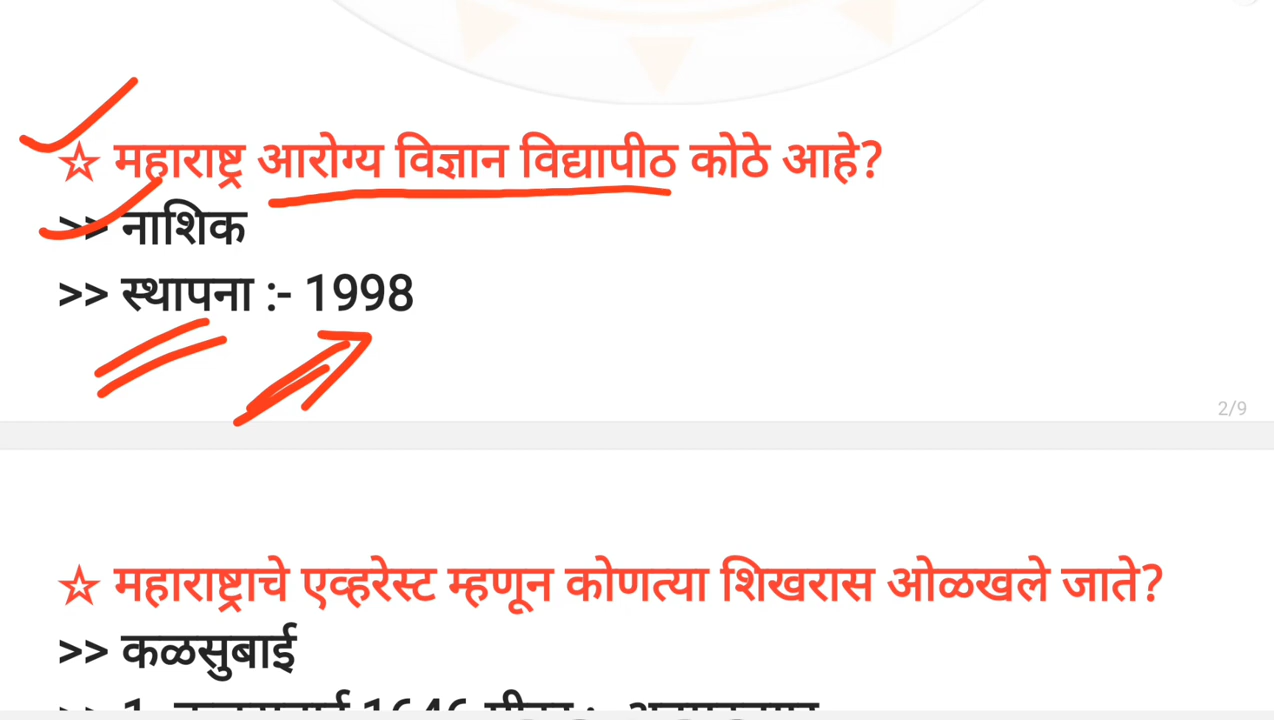 ☆ महाराष्ट्र आरोग्य विज्ञान विद्यापीठ कोठे आहे?
>> नाशिक
>> स्थापना :- 1998
2/9
☆ महाराष्ट्राचे एव्हरेस्ट म्हणून कोणत्या शिखरास ओळखले जाते?
>> कळसुबाई